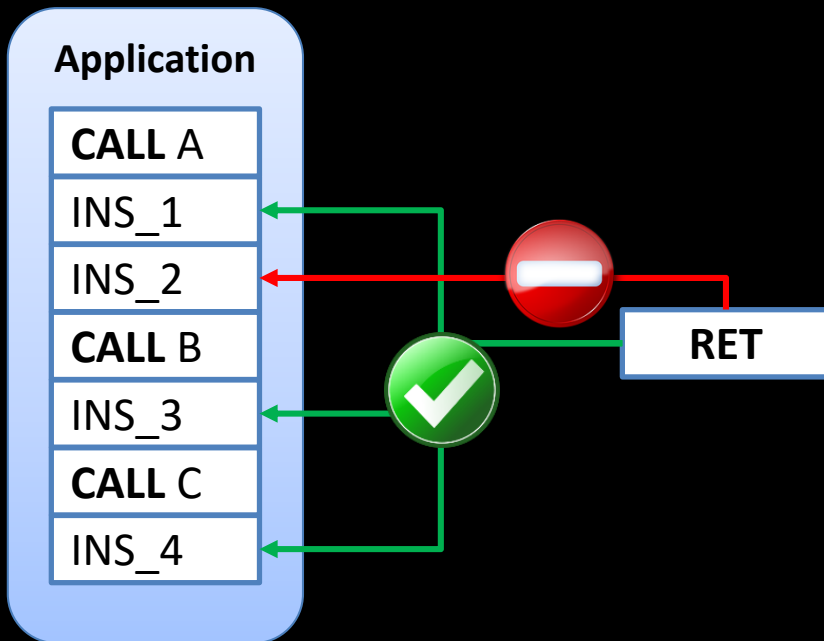 Application
CALL A
INS_1
INS_2
CALL B
INS_3
CALL C
INS_4
RET